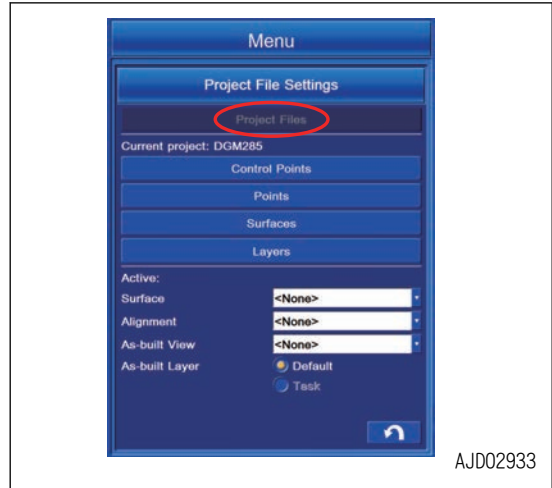 Menu
Project File Settings
Project Files
Current project: DGM285
Control Points
Points
Surfaces
Layers
Active:
Surface <None>
Alignment <None>
As-built View <None>
As-built Layer Default
Task
AJD02933